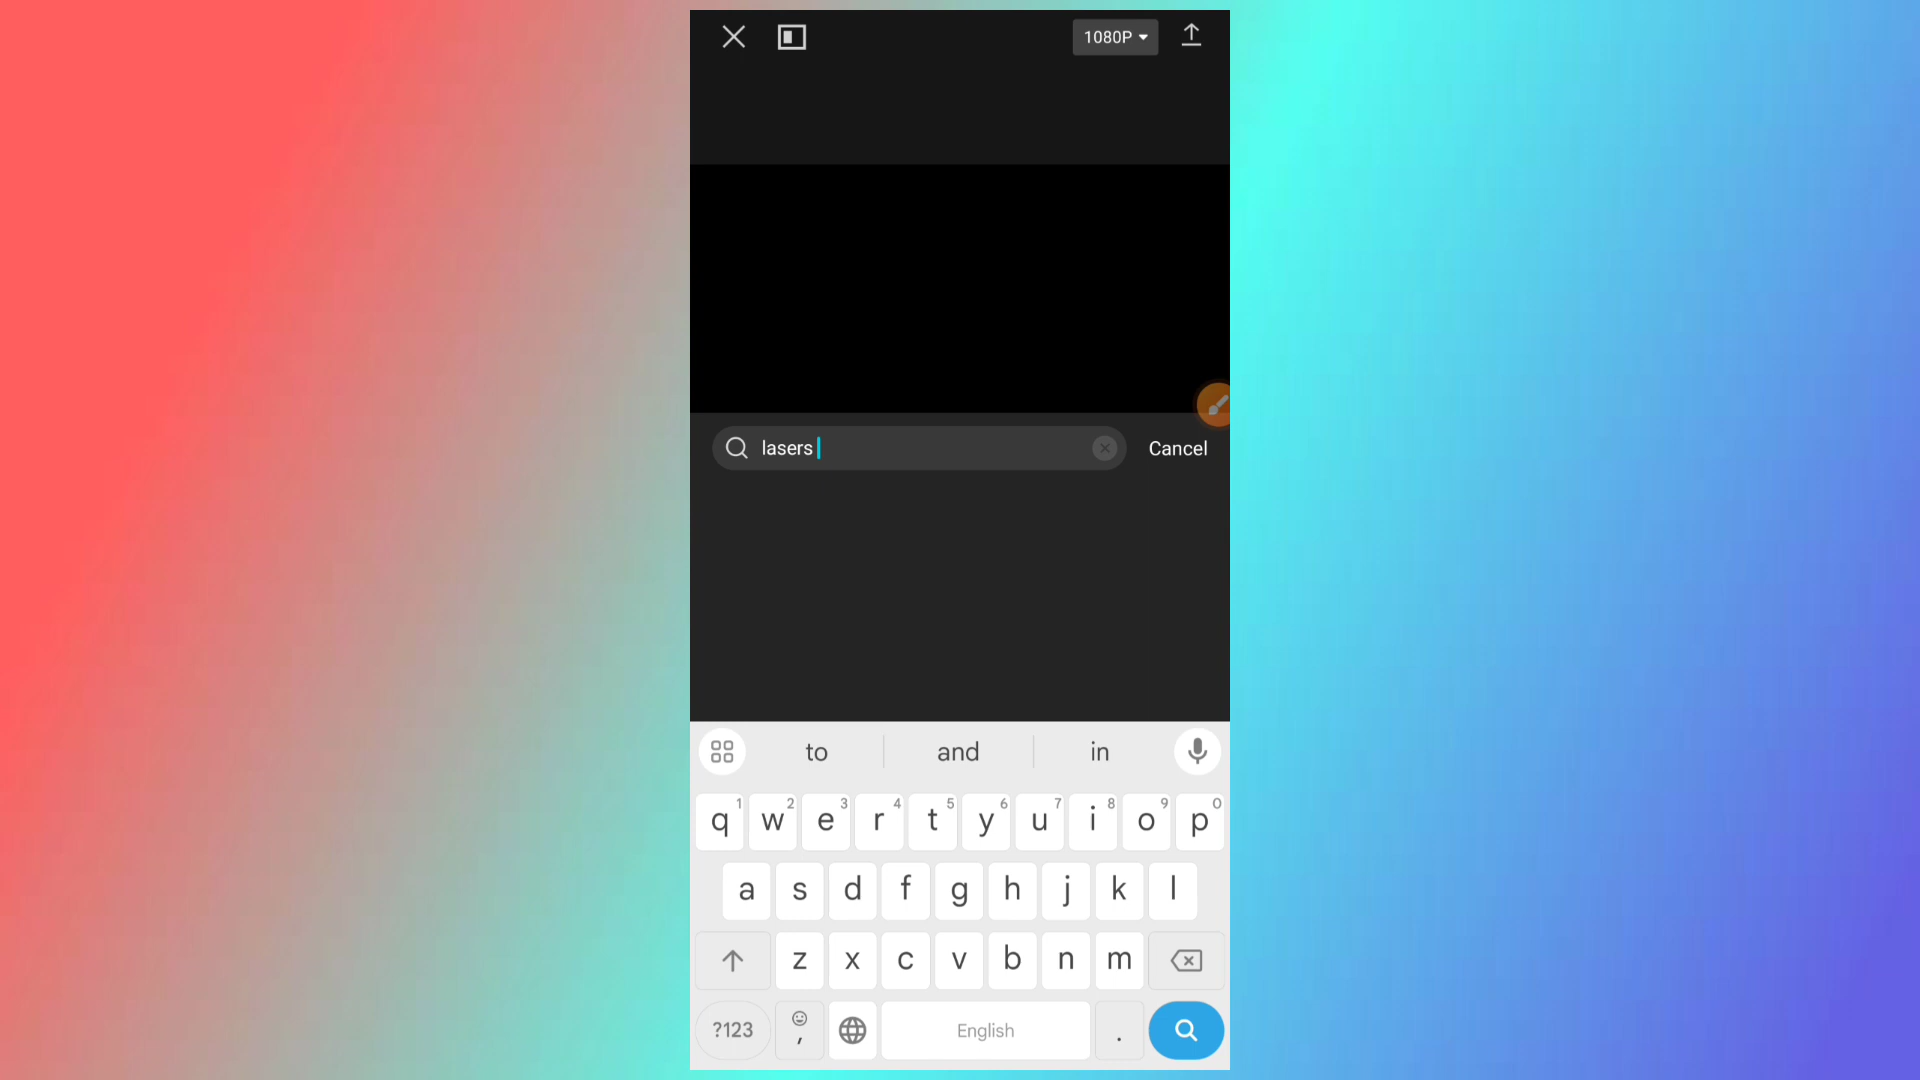 1080P
lasers
Cancel
to and in
q 1 w 2 e 3 r 4 t 5 y 6 u 7 i 8 o 9 p 0
a s d f g h j k l
z x c v b n m
?123 , English .